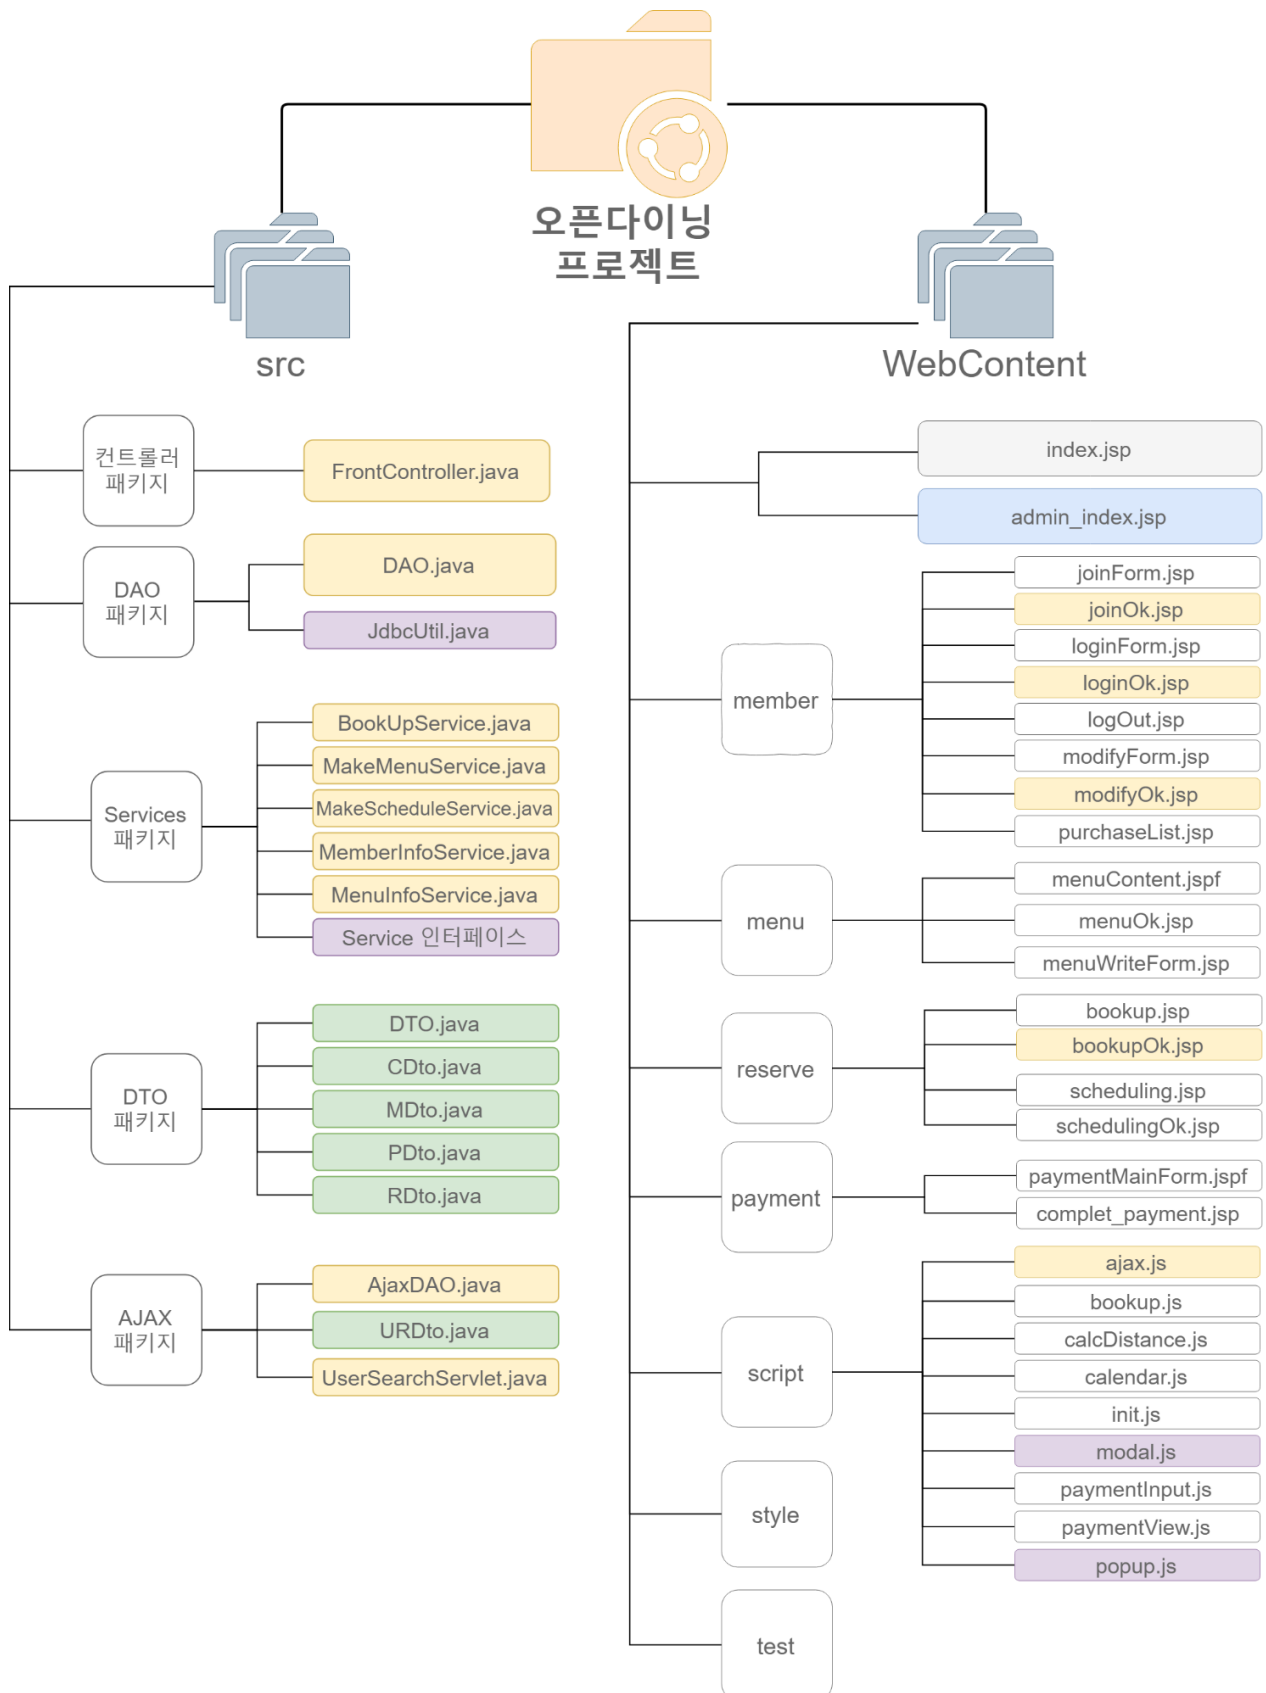 오픈다이닝
프로젝트
src
컨트롤러
패키지
FrontController.java
DAO
패키지
DAO.java
JdbcUtil.java
Services
패키지
BookUpService.java
MakeMenuService.java
MakeScheduleService.java
MemberInfoService.java
MenuInfoService.java
Service 인터페이스
DTO
패키지
DTO.java
CDto.java
MDto.java
PDto.java
RDto.java
AJAX
패키지
AjaxDAO.java
URDto.java
UserSearchServlet.java
WebContent
index.jsp
admin_index.jsp
member
joinForm.jsp
joinOk.jsp
loginForm.jsp
loginOk.jsp
logOut.jsp
modifyForm.jsp
modifyOk.jsp
purchaseList.jsp
menu
menuContent.jspf
menuOk.jsp
menuWriteForm.jsp
reserve
bookup.jsp
bookupOk.jsp
scheduling.jsp
schedulingOk.jsp
payment
paymentMainForm.jspf
complet_payment.jsp
script
ajax.js
bookup.js
calcDistance.js
calendar.js
init.js
modal.js
paymentInput.js
paymentView.js
popup.js
style
test